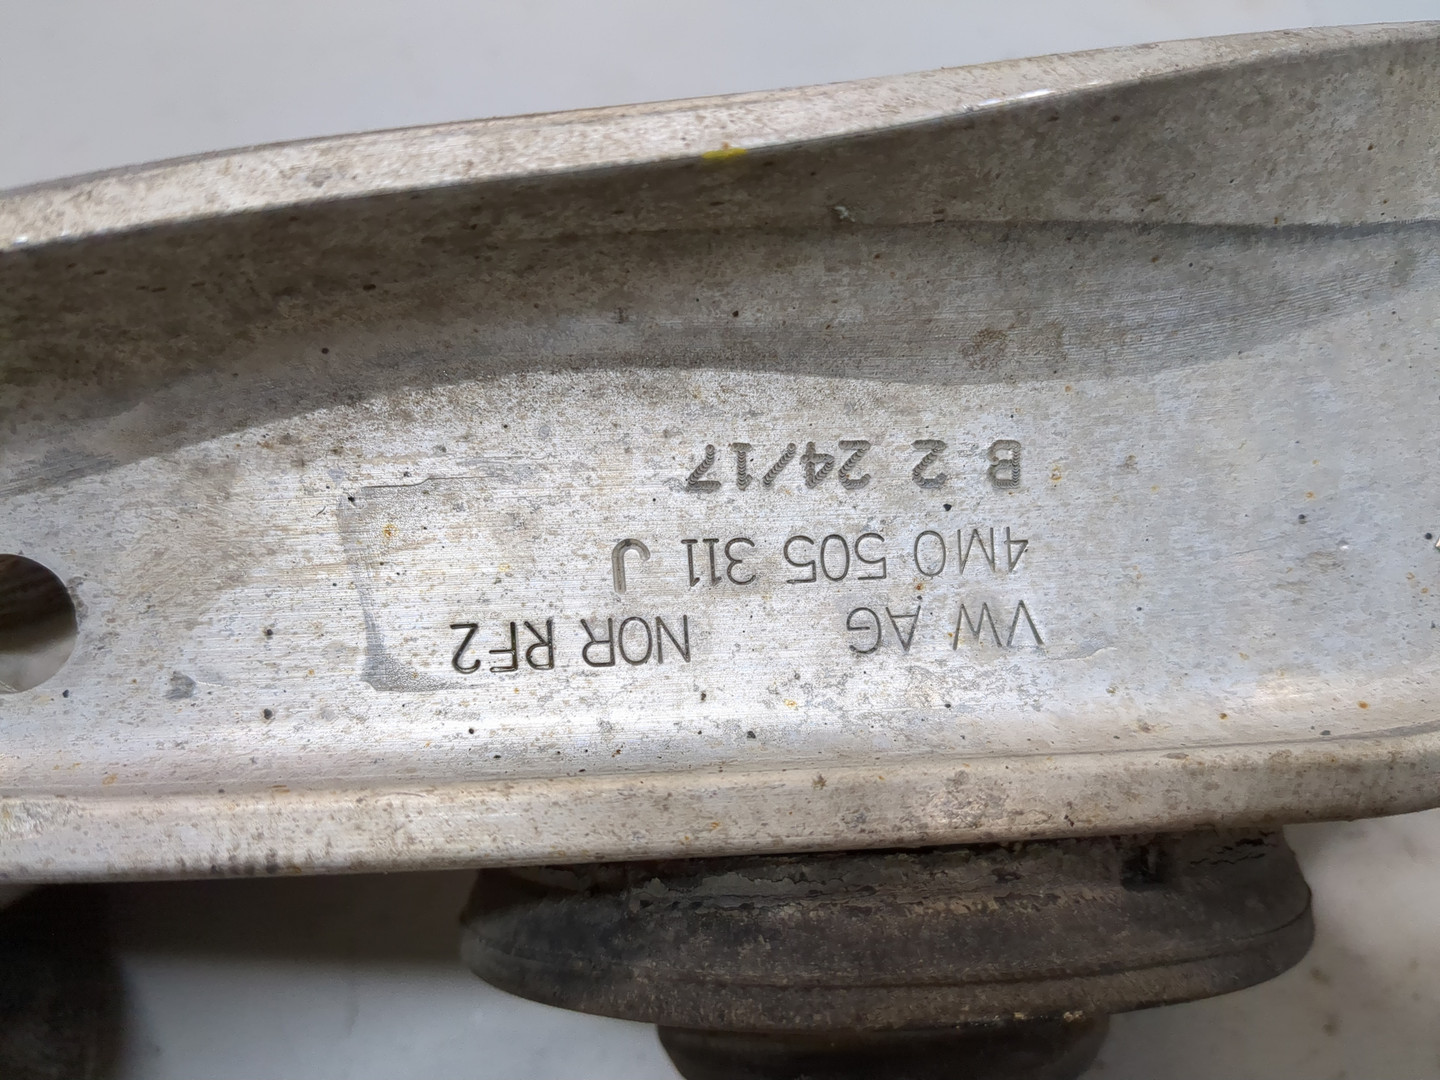 VW AG NOR RF2
4M0 505 311 J
B 2 24/17